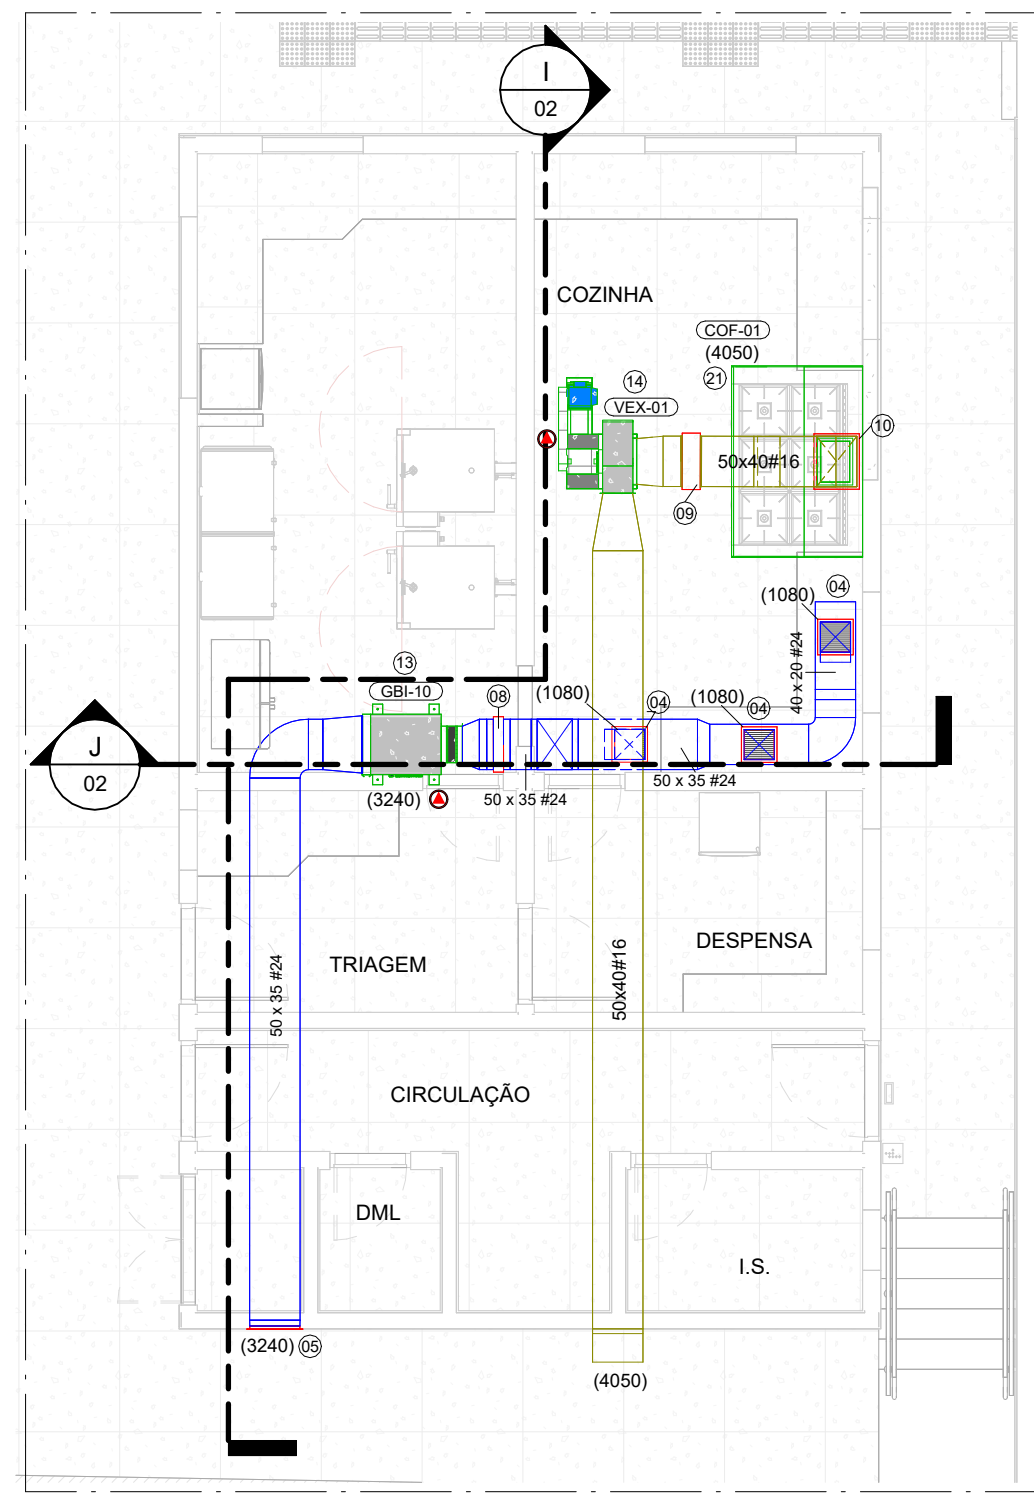 I
02
COZINHA
COF-01
(4050)
21
14
VEX-01
10
50x40#16
09
04
(1080)
40 x 20 #24
13
GBI-10
08
(1080)
04
(1080)
04
J
02
(3240)
50 x 35 #24
50 x 35 #24
TRIAGEM
DESPENSA
50 x 35 #24
50x40#16
CIRCULAÇÃO
DML
I.S.
(3240)
05
(4050)